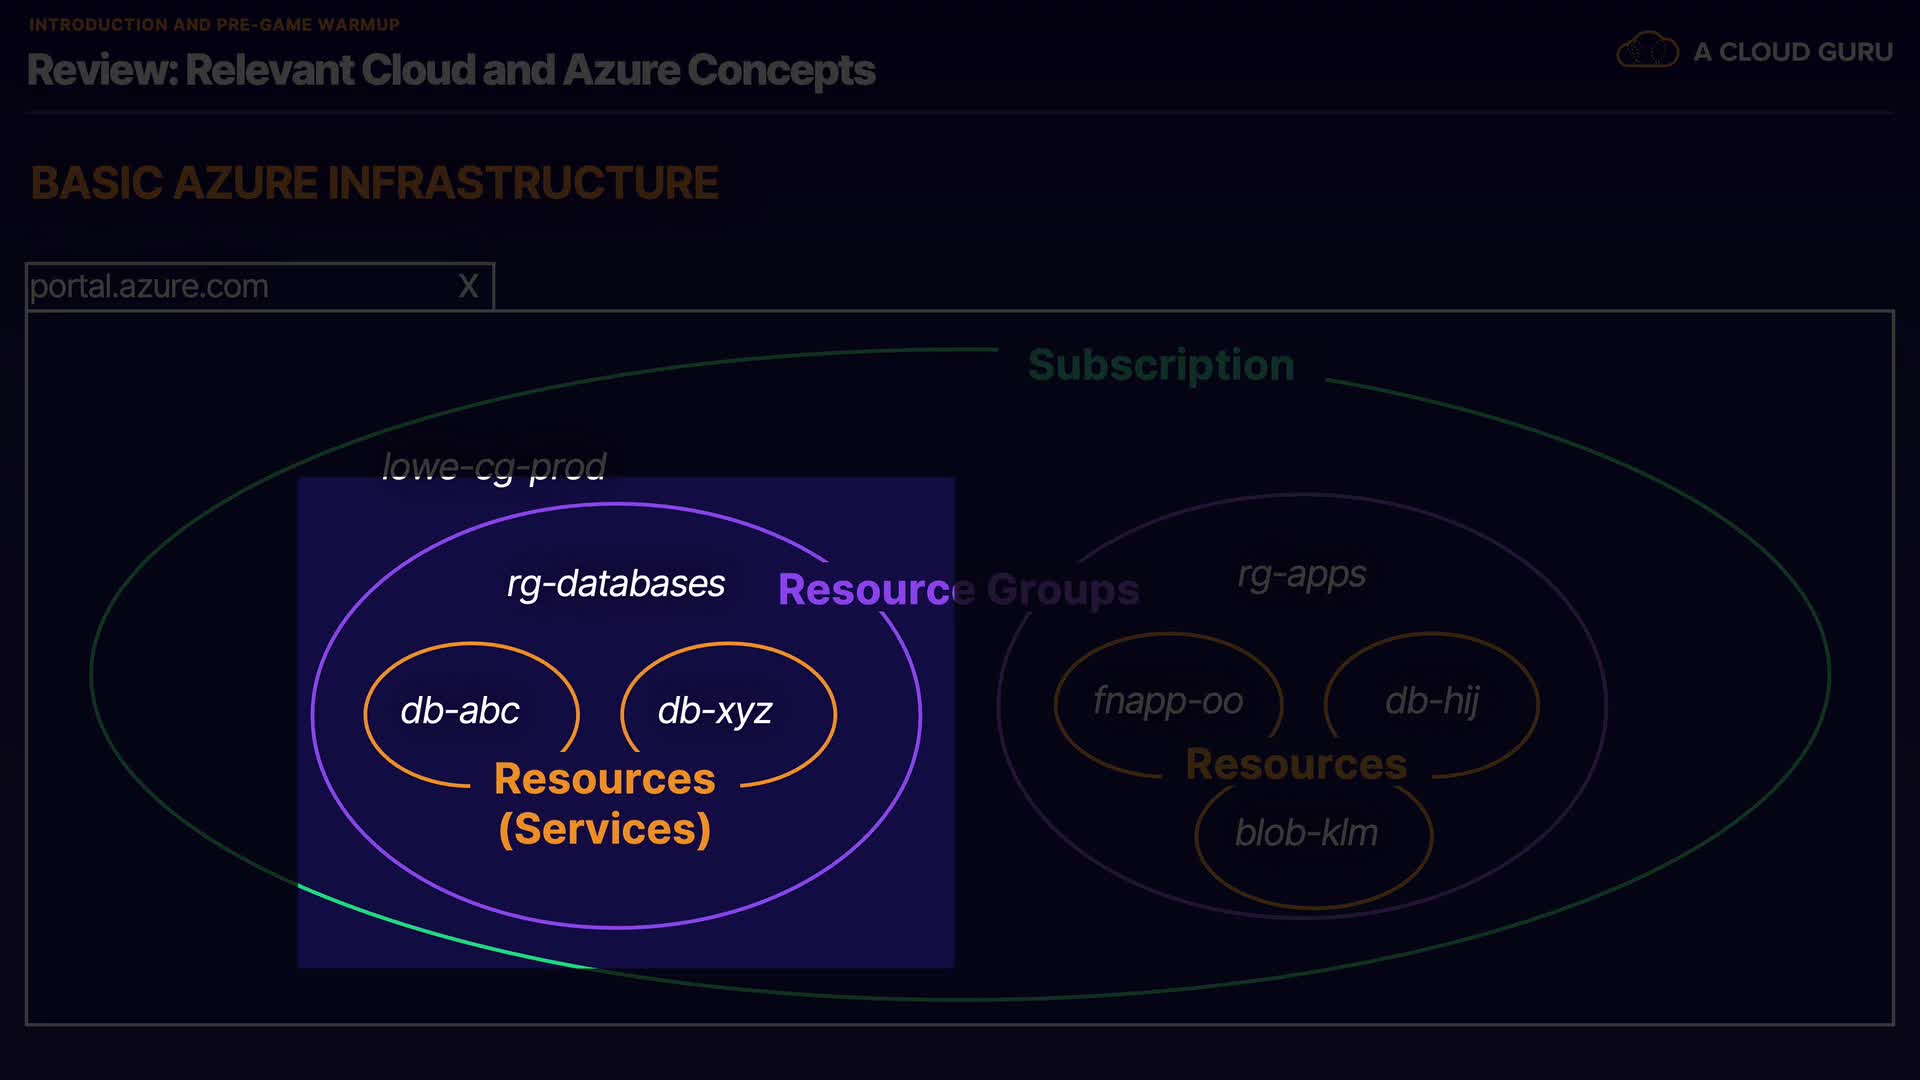 INTRODUCTION AND PRE-GAME WARMUP
Review: Relevant Cloud and Azure Concepts
A CLOUD GURU
BASIC AZURE INFRASTRUCTURE
portal.azure.com X
Subscription
lowe-cg-prod
rg-databases
Resource Groups
rg-apps
db-abc
db-xyz
Resources
(Services)
fnapp-oo
db-hij
Resources
blob-klm